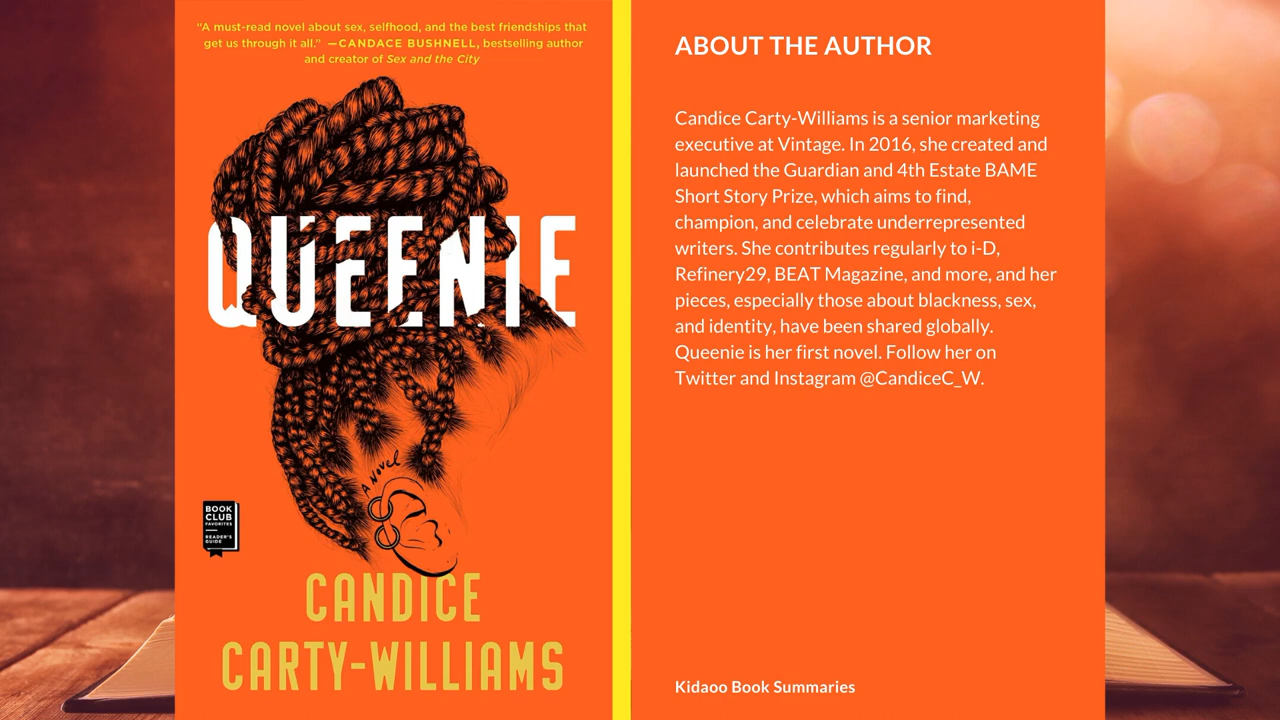 "A must-read novel about sex, selfhood, and the best friendships that
get us through it all." —CANDACE BUSHNELL, bestselling author
and creator of Sex and the City
QUEENIE
A Novel
BOOK
CLUB
FAVORITES
READER'S
GUIDE
CANDICE
CARTY-WILLIAMS
ABOUT THE AUTHOR
Candice Carty-Williams is a senior marketing
executive at Vintage. In 2016, she created and
launched the Guardian and 4th Estate BAME
Short Story Prize, which aims to find,
champion, and celebrate underrepresented
writers. She contributes regularly to i-D,
Refinery29, BEAT Magazine, and more, and her
pieces, especially those about blackness, sex,
and identity, have been shared globally.
Queenie is her first novel. Follow her on
Twitter and Instagram @CandiceC_W.
Kidaoo Book Summaries